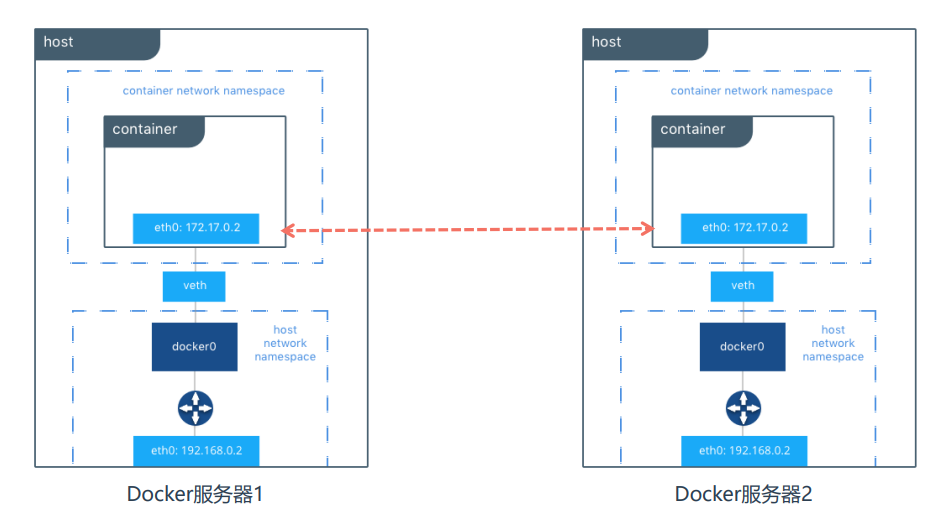 host
container network namespace
container
eth0: 172.17.0.2
veth
docker0
host
network
namespace
eth0: 192.168.0.2
Docker服务器1
host
container network namespace
container
eth0: 172.17.0.2
veth
docker0
host
network
namespace
eth0: 192.168.0.2
Docker服务器2